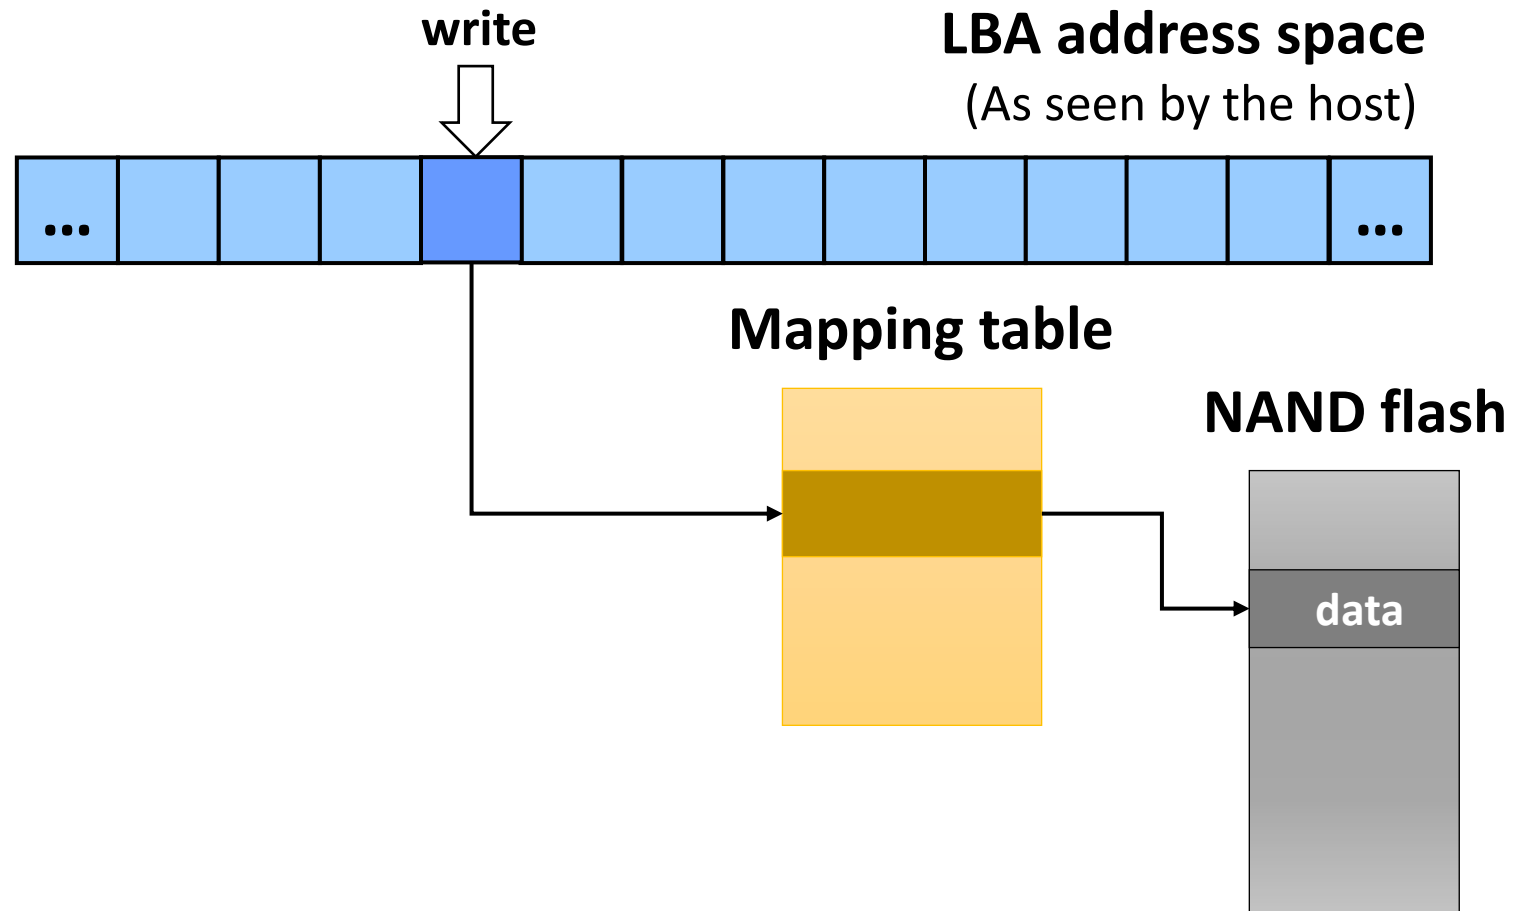 write
LBA address space
(As seen by the host)
...
...
Mapping table
NAND flash
data